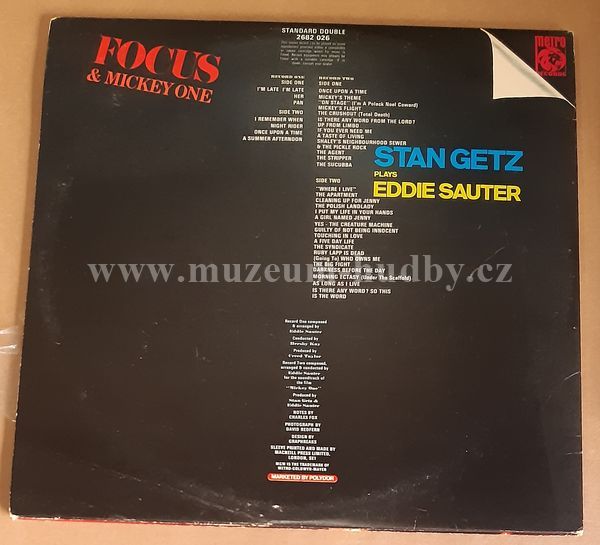 FOCUS
& MICKEY ONE
STANDARD DOUBLE
2682 026
metro
RECORDS
RECORD ONE
SIDE ONE
I'M LATE I'M LATE
HER
PAN
SIDE TWO
I REMEMBER WHEN
NIGHT RIDER
ONCE UPON A TIME
A SUMMER AFTERNOON
RECORD TWO
SIDE ONE
ONCE UPON A TIME
MICKEY'S THEME
"ON STAGE" (I'm A Polack Noel Coward)
MICKEY'S FLIGHT
THE CRUSHOUT (Total Death)
IS THERE ANY WORD FROM THE LORD?
UP FROM LIMBO
IF YOU EVER NEED ME
A TASTE OF LIVING
SHALEY'S NEIGHBOURHOOD SEWER
& THE PICKLE ROCK
THE AGENT
THE STRIPPER
THE SUCUBBA
SIDE TWO
"WHERE I LIVE"
THE APARTMENT
CLEANING UP FOR JENNY
THE POLISH LANDLADY
I PUT MY LIFE IN YOUR HANDS
A GIRL NAMED JENNY
YES - THE CREATURE MACHINE
GUILTY OF NOT BEING INNOCENT
TOUCHING IN LOVE
A FIVE DAY LIFE
THE SYNDICATE
RUBY LAPP IS DEAD
(Going To) WHO OWNS ME
THE BIG FIGHT
DARKNESS BEFORE THE DAY
MORNING ECTASY (Under The Scaffold)
AS LONG AS I LIVE
IS THERE ANY WORD? SO THIS
IS THE WORD
STAN GETZ
PLAYS
EDDIE SAUTER
www.muzeumhudby.cz
Record One composed
& arranged by
Eddie Sauter
Conducted by
Hershy Kay
Produced by
Creed Taylor
Record Two composed,
arranged & conducted by
Eddie Sauter
for the soundtrack of
the film
"Mickey One"
Produced by
Stan Getz &
Eddie Sauter
NOTES BY
CHARLES FOX
PHOTOGRAPH BY
DAVID REDFERN
DESIGN BY
GRAPHREAKS
SLEEVE PRINTED AND MADE BY
MACNEILL PRESS LIMITED,
LONDON, SE1
MGM IS THE TRADEMARK OF
METRO-GOLDWYN-MAYER
MARKETED BY POLYDOR